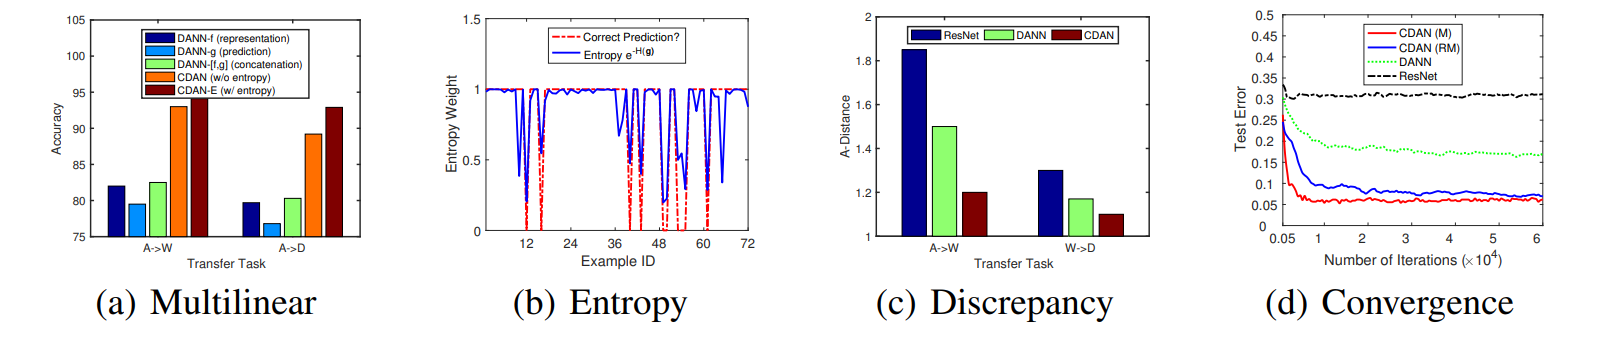 105
100
95
90
85
80
75
Accuracy
DANN-f (representation)
DANN-g (prediction)
DANN-[f,g] (concatenation)
CDAN (w/o entropy)
CDAN-E (w/ entropy)
A->W
A->D
Transfer Task
(a) Multilinear
1.5
1
0.5
0
Entropy Weight
Correct Prediction?
Entropy e-H(g)
12
24
36
48
60
72
Example ID
(b) Entropy
2
1.8
1.6
1.4
1.2
1
A-Distance
ResNet
DANN
CDAN
A->W
W->D
Transfer Task
(c) Discrepancy
0.5
0.45
0.4
0.35
0.3
0.25
0.2
0.15
0.1
0.05
0
Test Error
CDAN (M)
CDAN (RM)
DANN
ResNet
0.05
1
2
3
4
5
6
Number of Iterations (×10⁴)
(d) Convergence